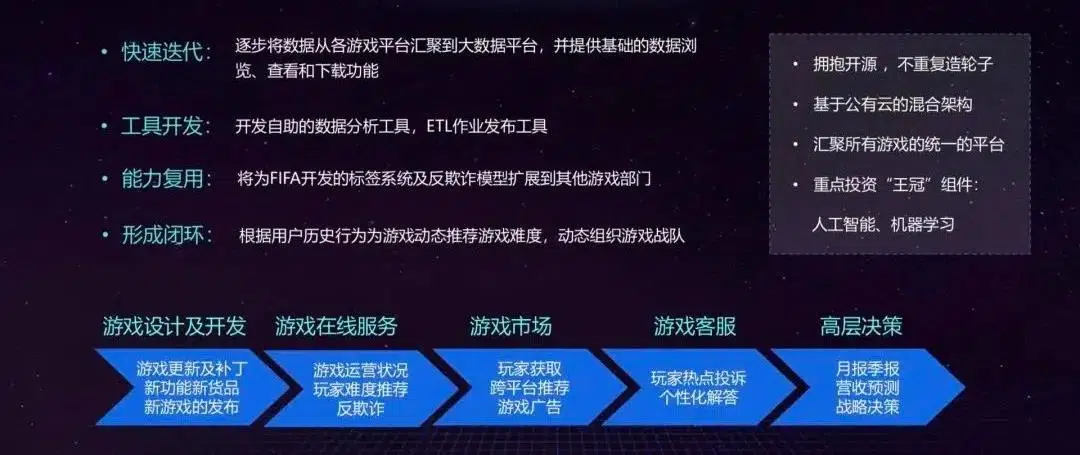 • 快速迭代： 逐步将数据从各游戏平台汇聚到大数据平台，并提供基础的数据浏
览、查看和下载功能
• 工具开发： 开发自助的数据分析工具，ETL作业发布工具
• 能力复用： 将为FIFA开发的标签系统及反欺诈模型扩展到其他游戏部门
• 形成闭环： 根据用户历史行为为游戏动态推荐游戏难度，动态组织游戏战队
• 拥抱开源 ，不重复造轮子
• 基于公有云的混合架构
• 汇聚所有游戏的统一的平台
• 重点投资“王冠”组件：
人工智能、机器学习
游戏设计及开发
游戏更新及补丁
新功能新货品
新游戏的发布
游戏在线服务
游戏运营状况
玩家难度推荐
反欺诈
游戏市场
玩家获取
跨平台推荐
游戏广告
游戏客服
玩家热点投诉
个性化解答
高层决策
月报季报
营收预测
战略决策